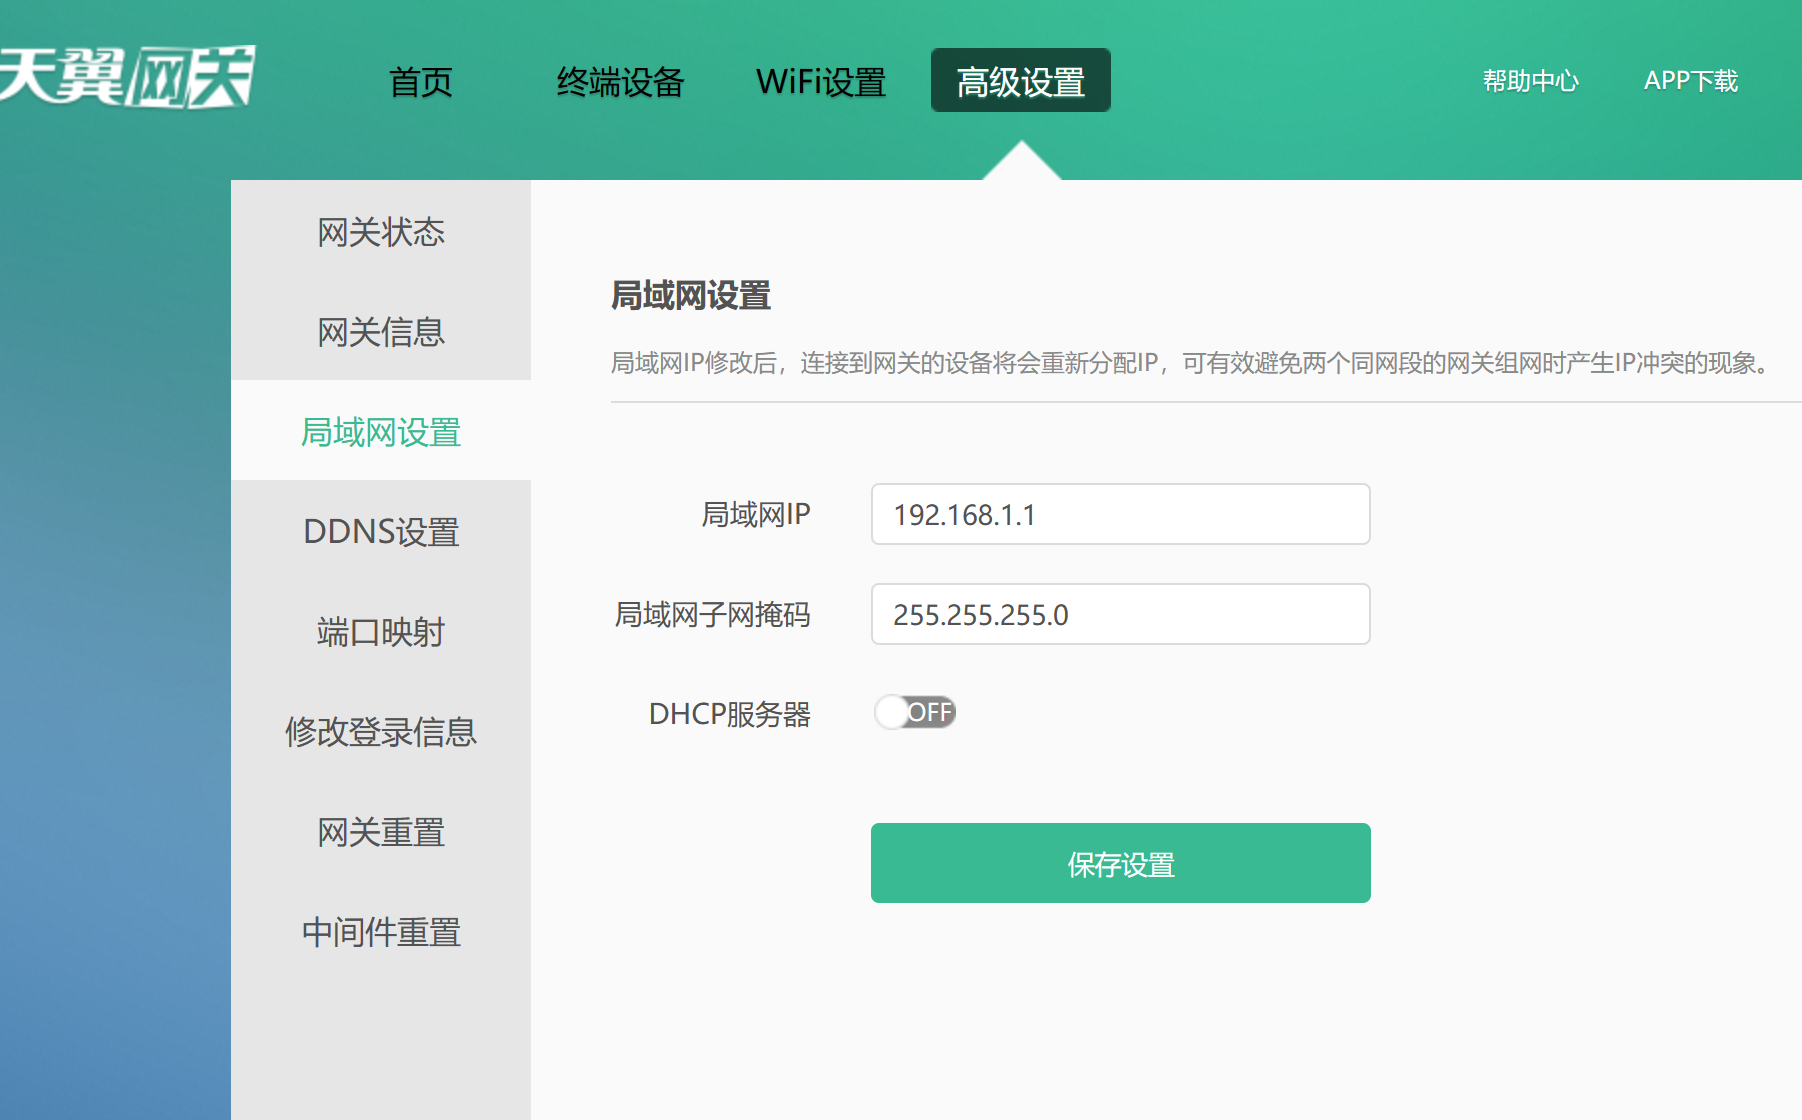 天翼网关
首页 终端设备 WiFi设置 高级设置 帮助中心 APP下载
网关状态
网关信息
局域网设置
DDNS设置
端口映射
修改登录信息
网关重置
中间件重置
局域网设置
局域网IP修改后，连接到网关的设备将会重新分配IP，可有效避免两个同网段的网关组网时产生IP冲突的现象。
局域网IP 192.168.1.1
局域网子网掩码 255.255.255.0
DHCP服务器 OFF
保存设置